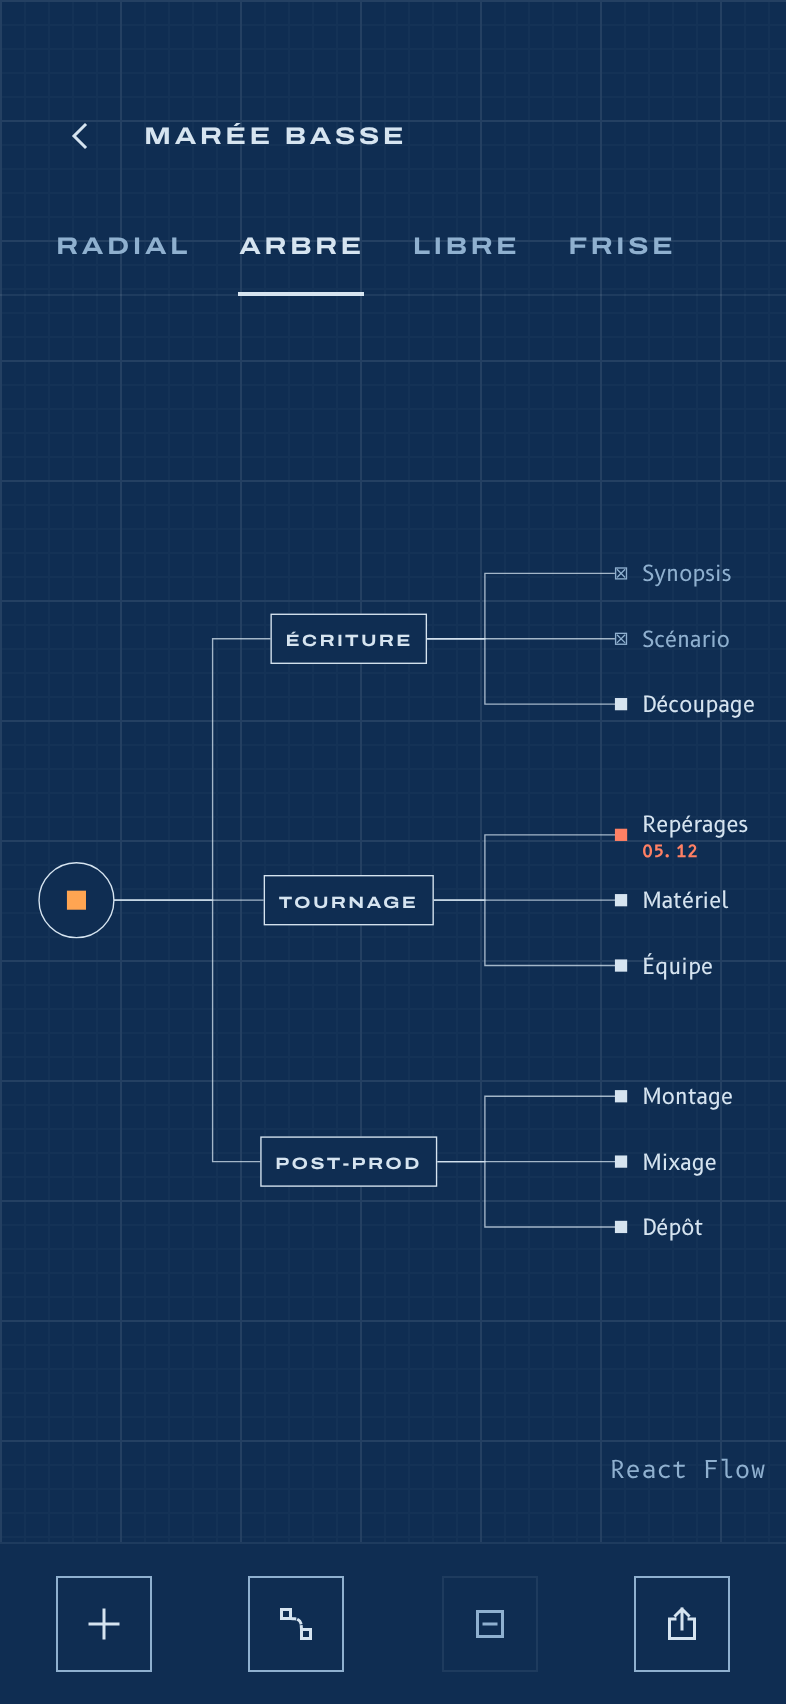 MARÉE BASSE
RADIAL ARBRE LIBRE FRISE
Synopsis
ÉCRITURE
Scénario
Découpage
Repérages
05. 12
TOURNAGE
Matériel
Équipe
Montage
POST-PROD
Mixage
Dépôt
React Flow